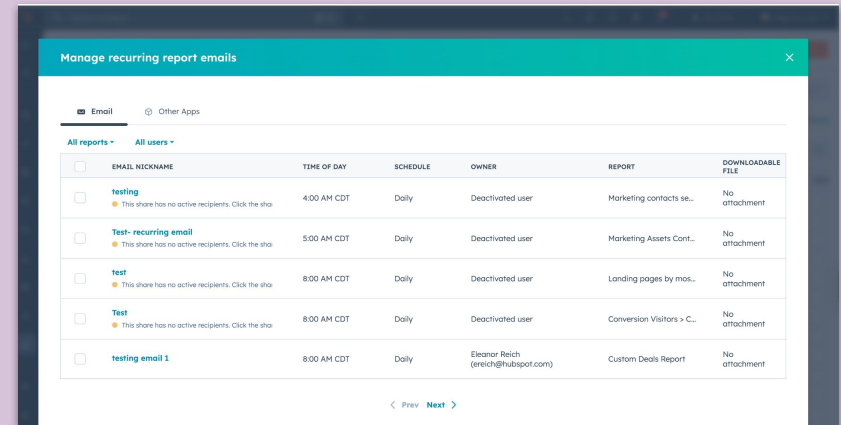 Manage recurring report emails
Email
Other Apps
All reports
All users
EMAIL NICKNAME TIME OF DAY SCHEDULE OWNER REPORT DOWNLOADABLE FILE
testing 4:00 AM CDT Daily Deactivated user Marketing contacts se... No attachment
This share has no active recipients. Click the sha
Test- recurring email 5:00 AM CDT Daily Deactivated user Marketing Assets Cont... No attachment
This share has no active recipients. Click the sha
test 8:00 AM CDT Daily Deactivated user Landing pages by mos... No attachment
This share has no active recipients. Click the sha
Test 8:00 AM CDT Daily Deactivated user Conversion Visitors > C... No attachment
This share has no active recipients. Click the sha
testing email 1 8:00 AM CDT Daily Eleanor Reich (ereich@hubspot.com) Custom Deals Report No attachment
Prev Next